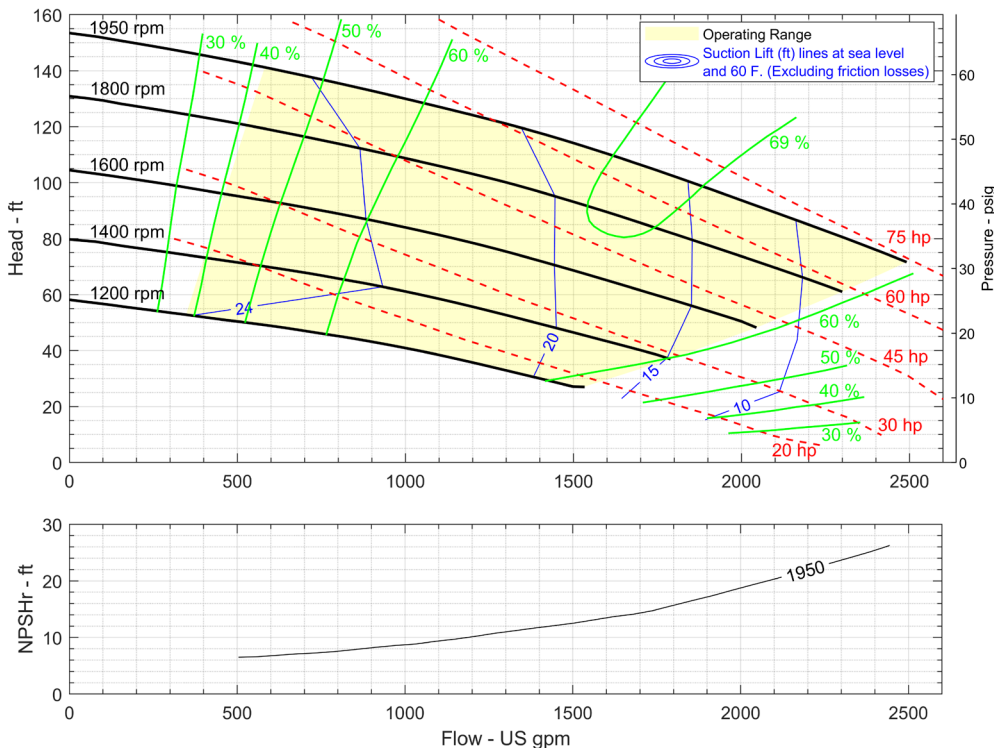 160
140
120
100
80
60
40
20
0
Head - ft
1950 rpm
1800 rpm
1600 rpm
1400 rpm
1200 rpm
30 %
40 %
50 %
60 %
69 %
60 %
50 %
40 %
30 %
Operating Range
Suction Lift (ft) lines at sea level
and 60 F. (Excluding friction losses)
24
20
15
10
75 hp
60 hp
45 hp
30 hp
20 hp
60
50
40
30
20
10
0
Pressure - psig
0
500
1000
1500
2000
2500
30
20
10
0
NPSHr - ft
1950
0
500
1000
1500
2000
2500
Flow - US gpm